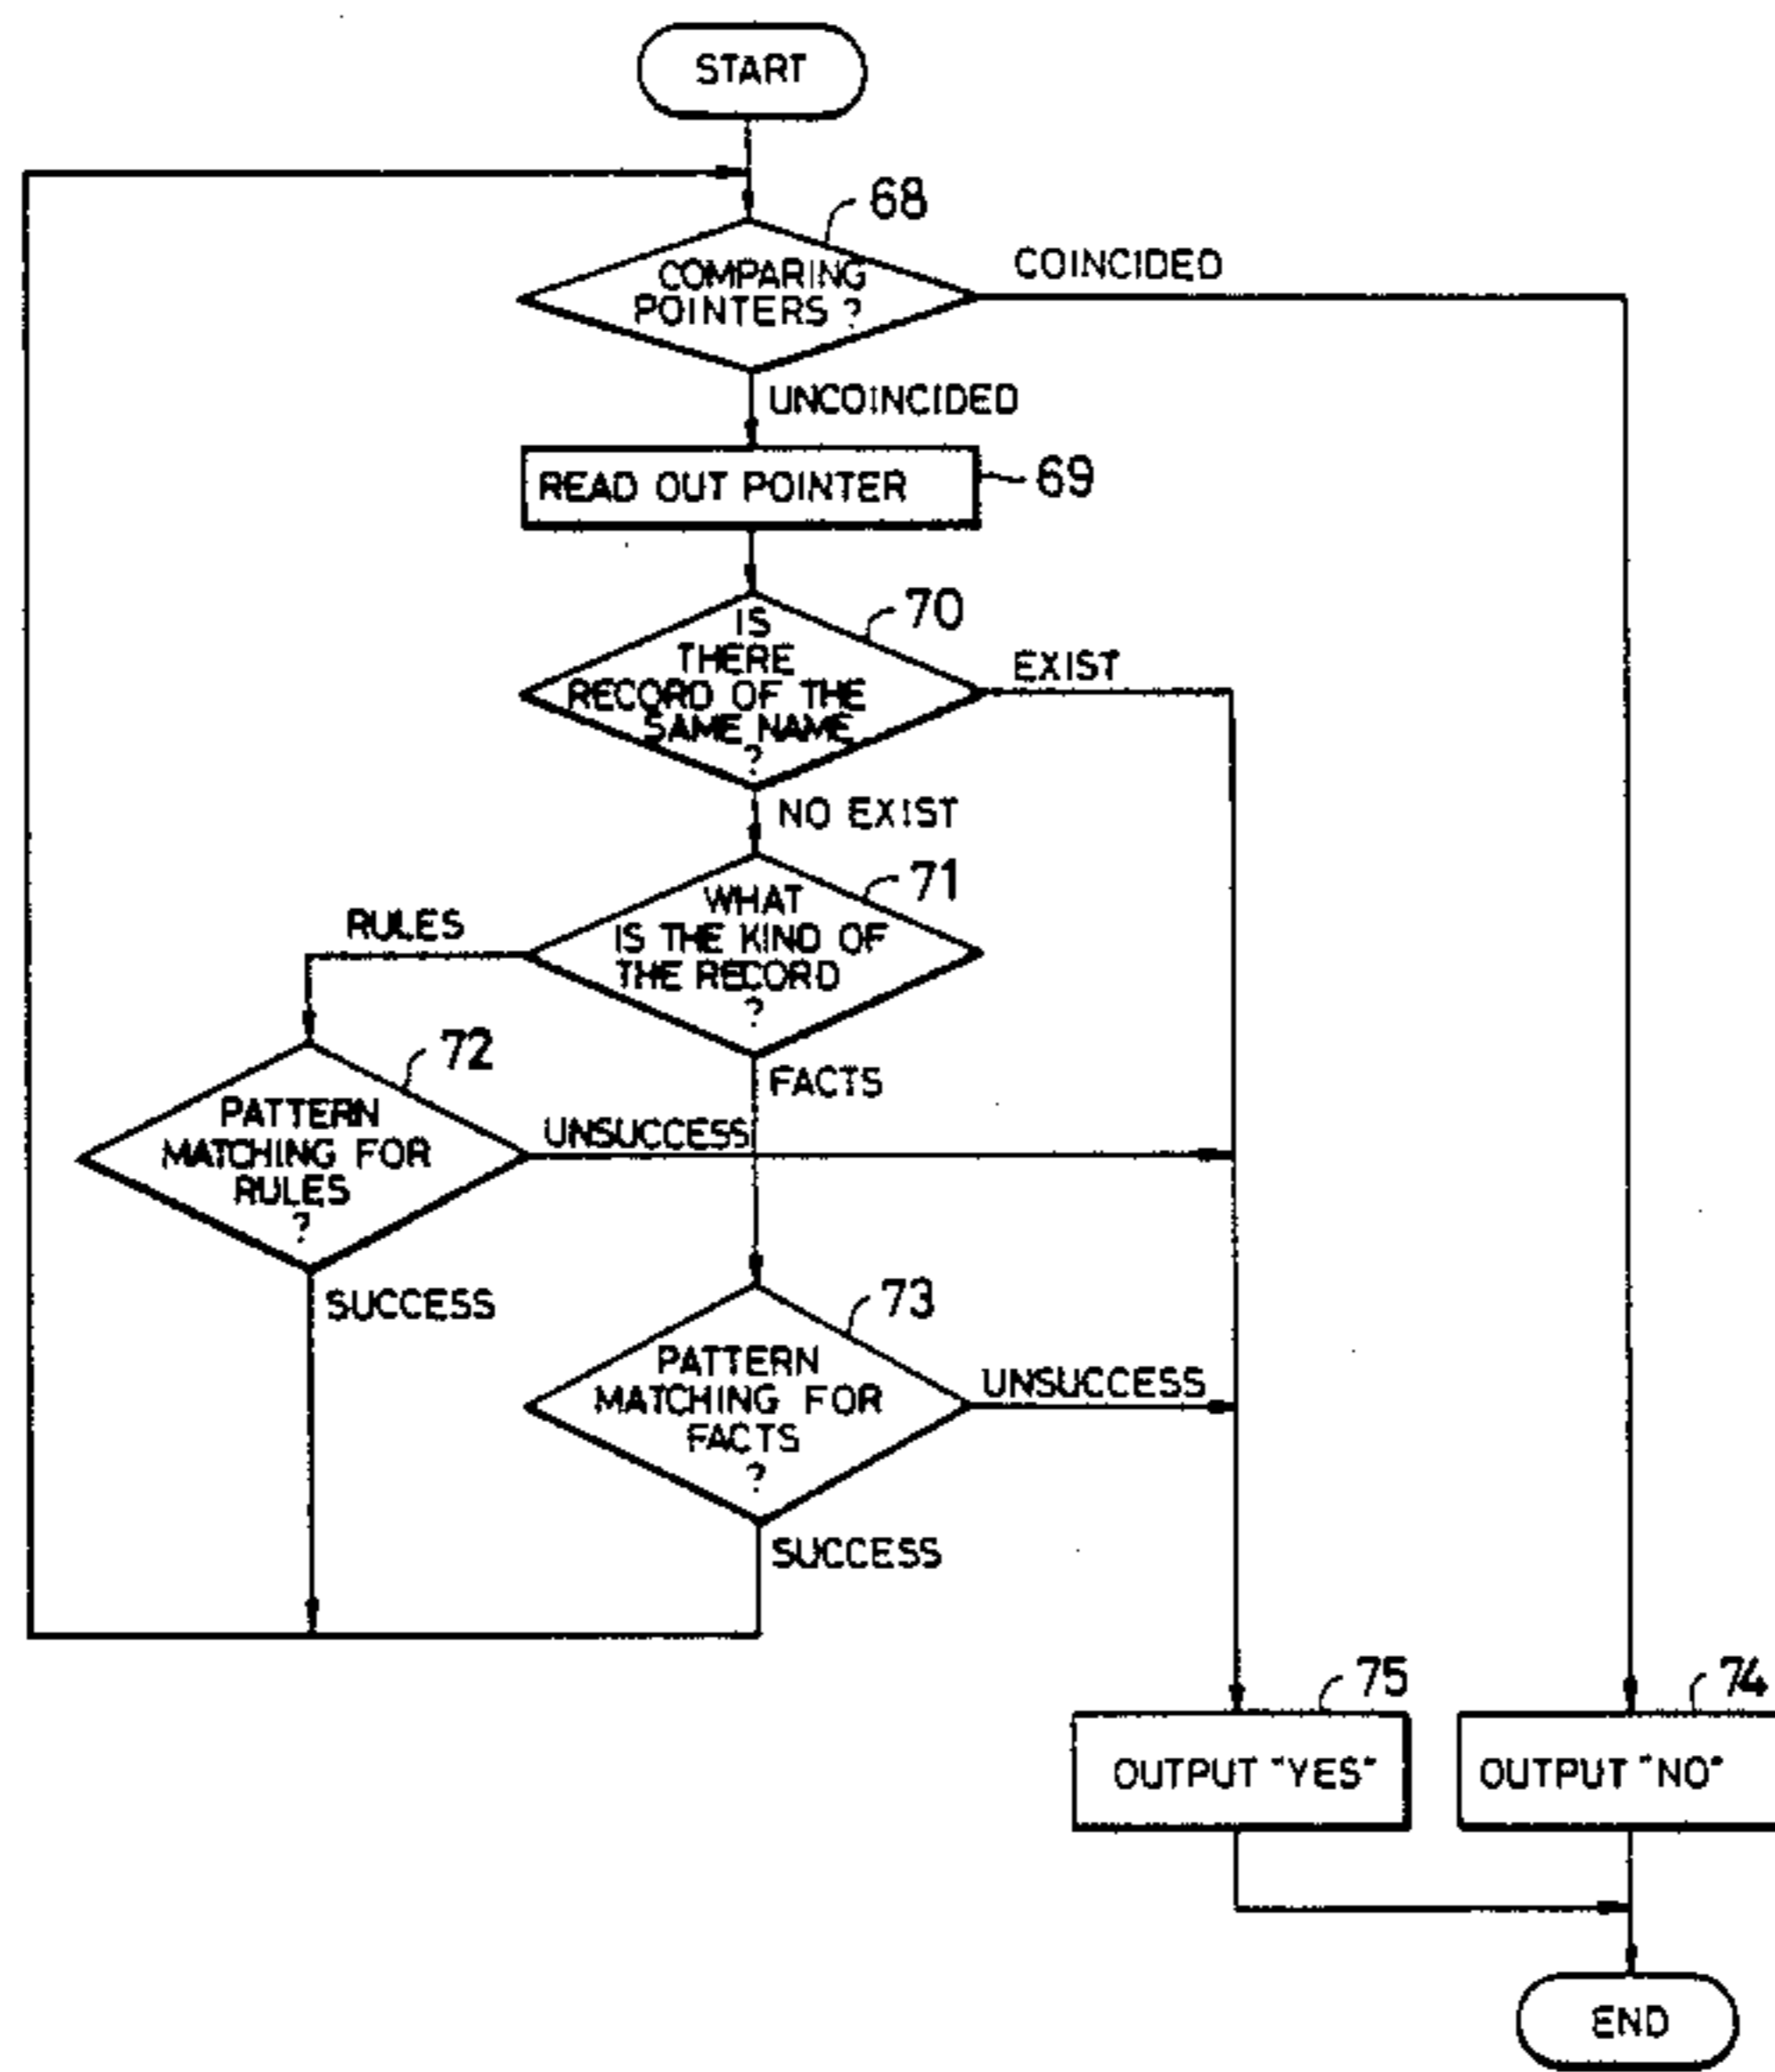 START
68
COMPARING
POINTERS ?
COINCIDED
UNCOINCIDED
READ OUT POINTER
69
70
IS
THERE
RECORD OF THE
SAME NAME
?
EXIST
NO EXIST
71
WHAT
IS THE KIND OF
THE RECORD
?
RULES
FACTS
72
PATTERN
MATCHING FOR
RULES
?
UNSUCCESS
SUCCESS
73
PATTERN
MATCHING FOR
FACTS
?
UNSUCCESS
SUCCESS
75
OUTPUT "YES"
74
OUTPUT "NO"
END